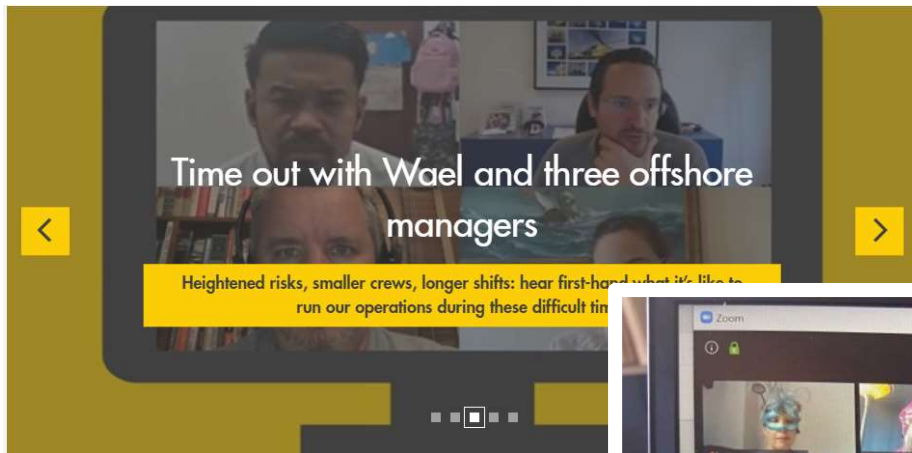 Time out with Wael and three offshore
managers
Heightened risks, smaller crews, longer shifts: hear first-hand what it's like to
run our operations during these difficult
Zoom